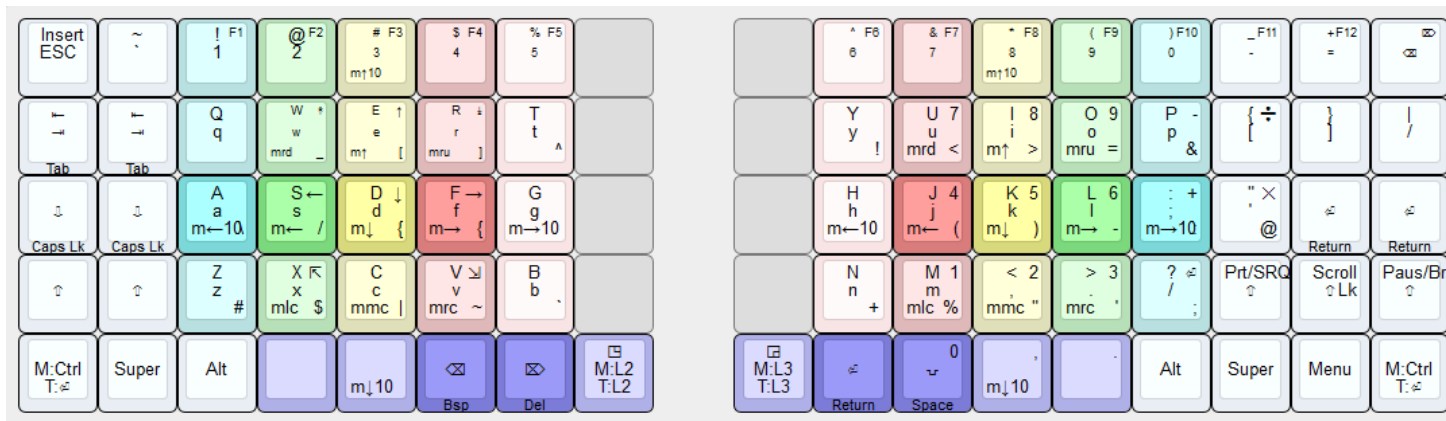 Insert ~ ! F1 @ F2 # F3 $ F4 % F5 ^ F6 & F7 * F8 ( F9 ) F10 _ F11 + F12 ⌦
ESC ` 1 2 3 4 5 6 7 8 9 0 - = ⌫
m↑10 m↑10
⇤ ⇤ Q W E ↑ R T Y U 7 I 8 O 9 P - { ÷ } |
⇥ ⇥ q w e r t y u i o p [ ] /
Tab Tab mrd _ m↑ [ mru ] ^ ! mrd < m↑ > mru = &
⇩ ⇩ A S ← D ↓ F → G H J 4 K 5 L 6 : + " ×
a s d f g h j k l ; ' ⏎ ⏎
Caps Lk Caps Lk m←10\ m← / m↓ { m→ { m→10 m←10 m← ( m↓ ) m→ - m→10 @ Return Return
⇧ ⇧ Z X ⇱ C V ⇲ B N M 1 < 2 > 3 ? ⏎ Prt/SRQ Scroll Paus/Br
z x c v b n m , . / ⇧ ⇧Lk ⇧
# mlc $ mmc | mrc ~ ` + mlc % mmc " mrc ' ;
M:Ctrl Super Alt ⌫ ⌦ ◳ M:L2 ◲ M:L3 ⏎ 0 , . Alt Super Menu M:Ctrl
T:⏎ m↓10 Bsp Del T:L2 T:L3 Return ⎵ Space m↓10 T:⏎